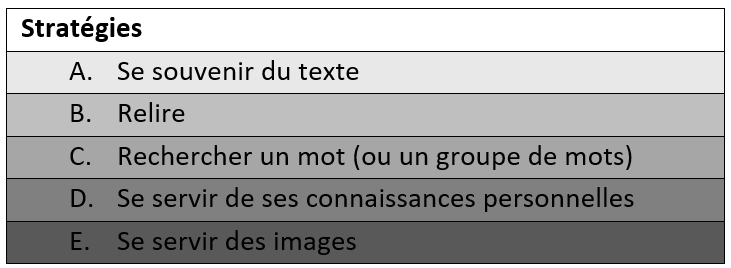 Stratégies
A. Se souvenir du texte
B. Relire
C. Rechercher un mot (ou un groupe de mots)
D. Se servir de ses connaissances personnelles
E. Se servir des images